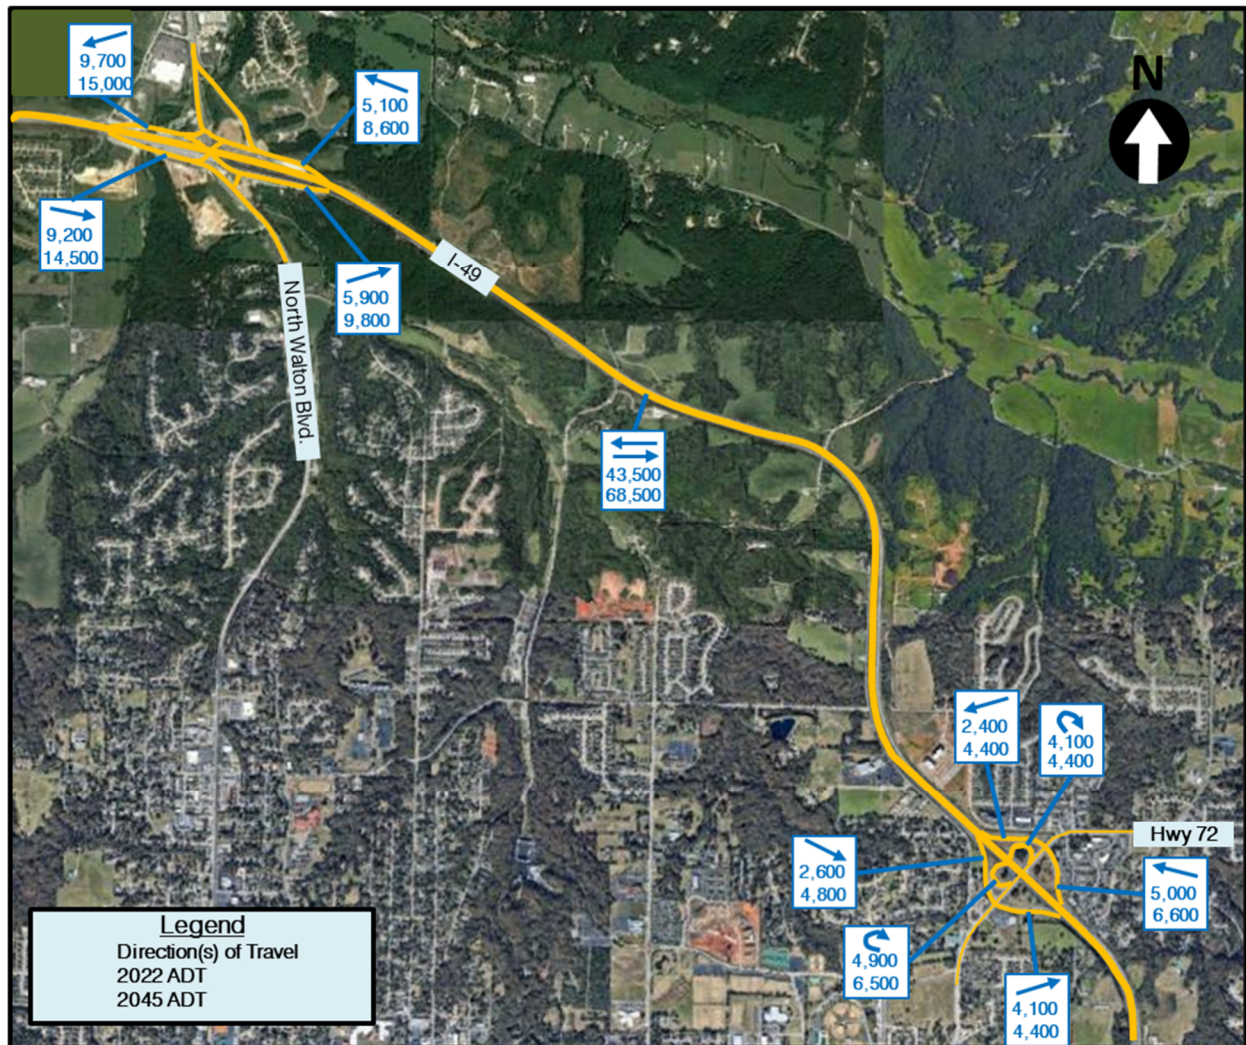 9,700
15,000
5,100
8,600
N
9,200
14,500
5,900
9,800
I-49
North Walton Blvd.
43,500
68,500
2,400
4,400
4,100
4,400
Hwy 72
2,600
4,800
5,000
6,600
4,900
6,500
4,100
4,400
Legend
Direction(s) of Travel
2022 ADT
2045 ADT